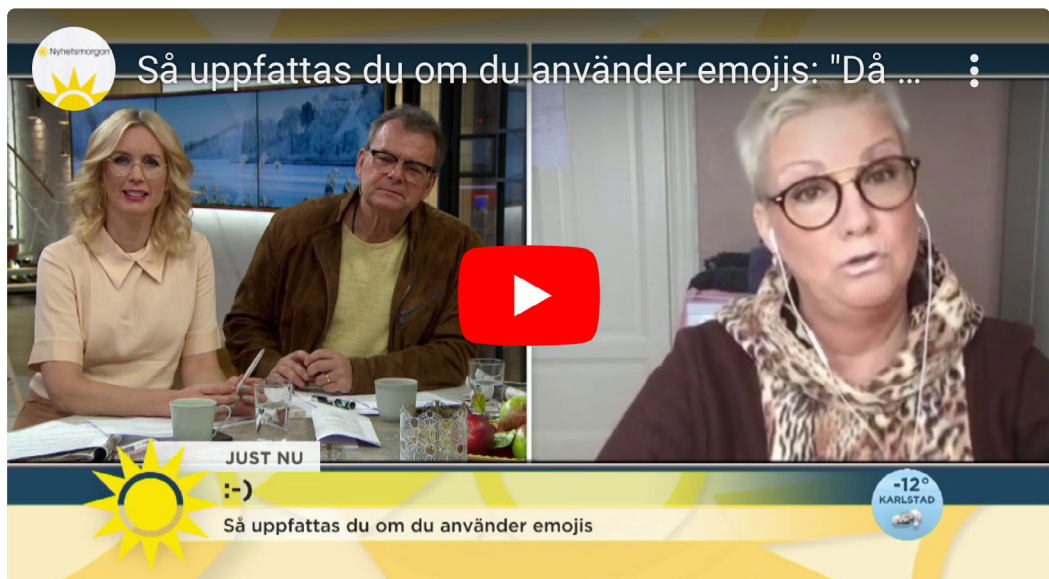 Nyhetsmorgon
Så uppfattas du om du använder emojis: "Då ...
JUST NU
:-)
Så uppfattas du om du använder emojis
-12°
KARLSTAD